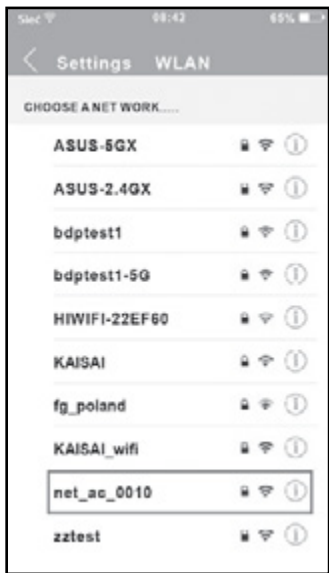 Sieć 08:42 65%
Settings WLAN
CHOOSE A NET WORK.....
ASUS-5GX
ASUS-2.4GX
bdptest1
bdptest1-5G
HIWIFI-22EF60
KAISAI
fg_poland
KAISAI_wifi
net_ac_0010
zztest